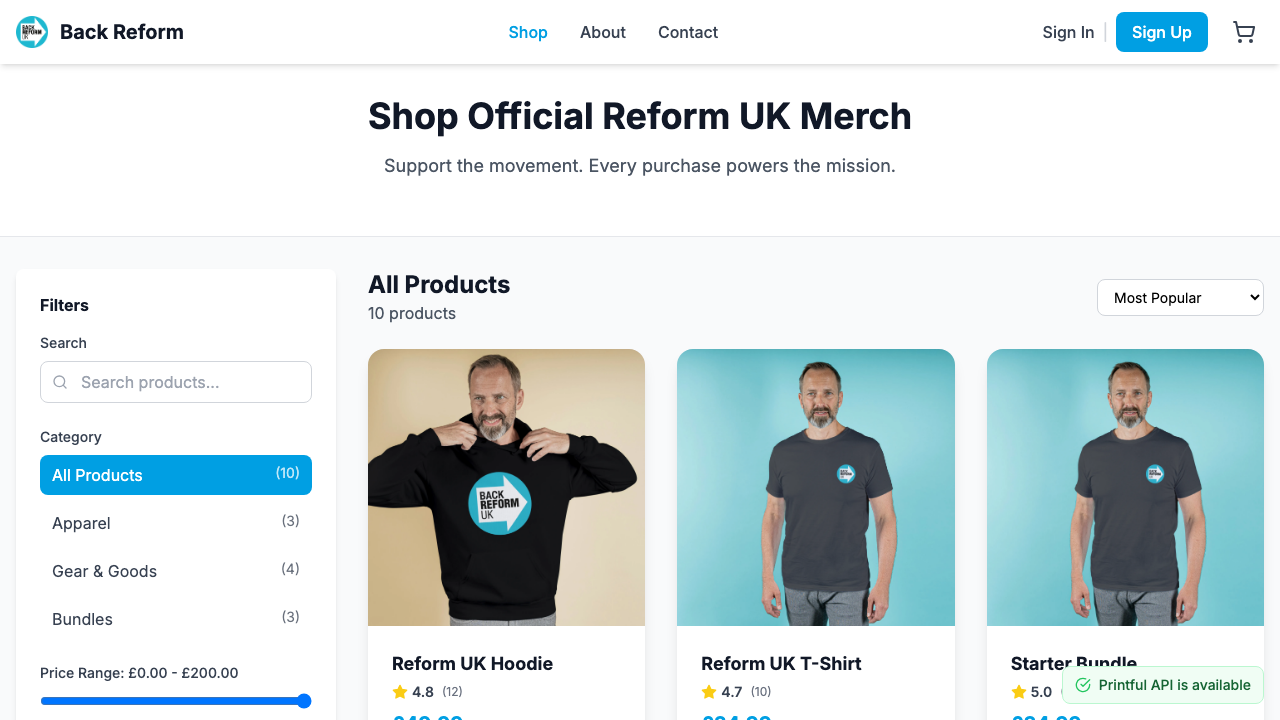 BACK
REFORM
UK
Back Reform
Shop
About
Contact
Sign In
Sign Up
Shop Official Reform UK Merch
Support the movement. Every purchase powers the mission.
Filters
Search
Search products...
Category
All Products (10)
Apparel (3)
Gear & Goods (4)
Bundles (3)
Price Range: £0.00 - £200.00
All Products
10 products
Most Popular
BACK
REFORM
UK
Reform UK Hoodie
4.8 (12)
Reform UK T-Shirt
4.7 (10)
Starter Bundle
5.0
Printful API is available